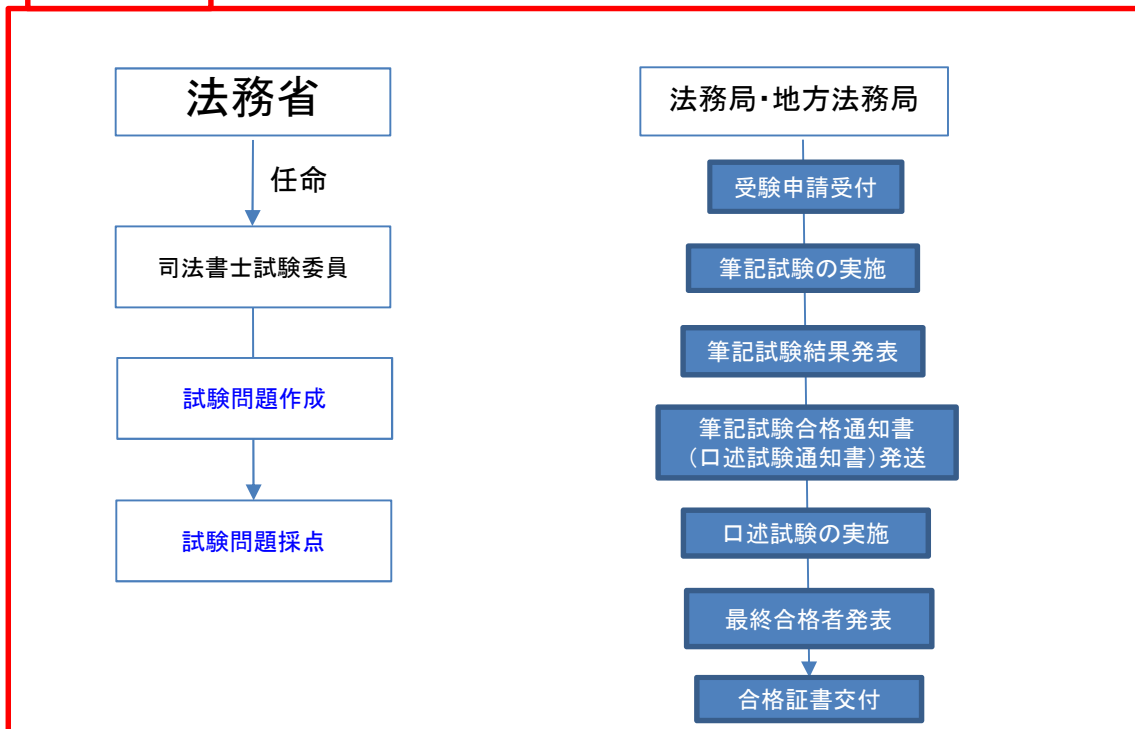 法務省
任命
司法書士試験委員
試験問題作成
試験問題採点
法務局・地方法務局
受験申請受付
筆記試験の実施
筆記試験結果発表
筆記試験合格通知書
（口述試験通知書）発送
口述試験の実施
最終合格者発表
合格証書交付